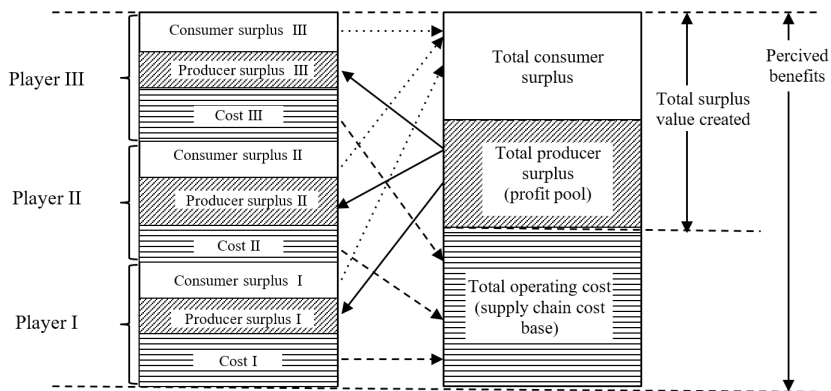 Player III
Player II
Player I
Consumer surplus III
Producer surplus III
Cost III
Consumer surplus II
Producer surplus II
Cost II
Consumer surplus I
Producer surplus I
Cost I
Total consumer
surplus
Total producer
surplus
(profit pool)
Total operating cost
(supply chain cost
base)
Total surplus
value created
Percived
benefits